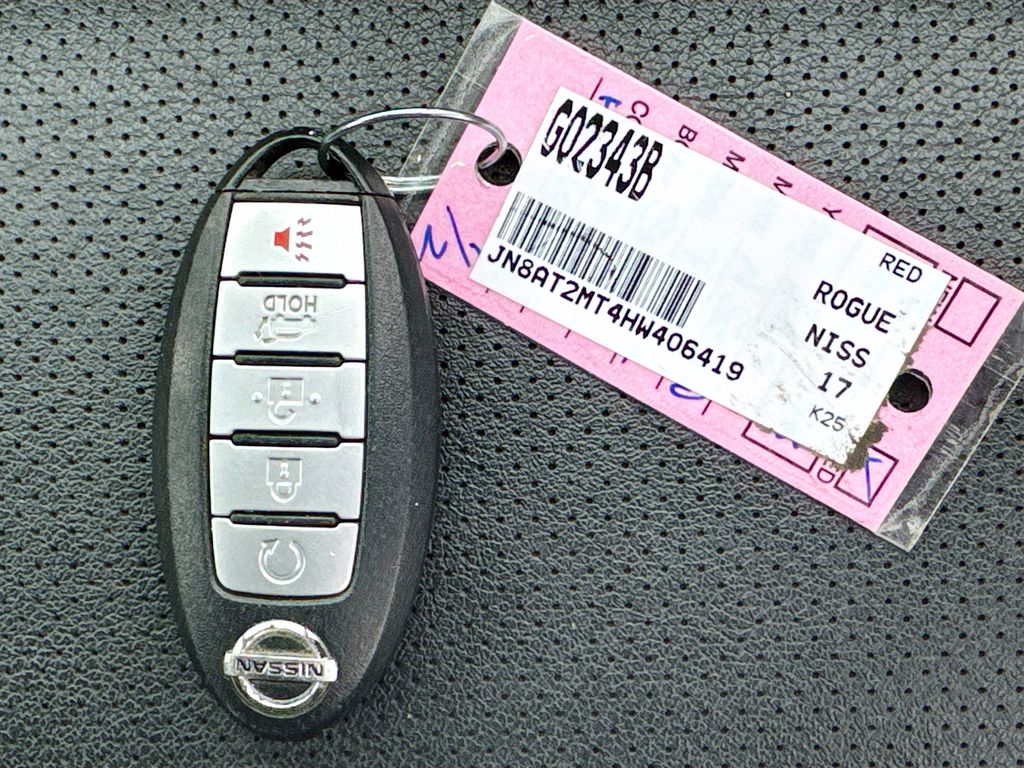 G02343B
JN8AT2MT4HW406419
RED
ROGUE
NISS
17
K25
HOLD
NISSAN